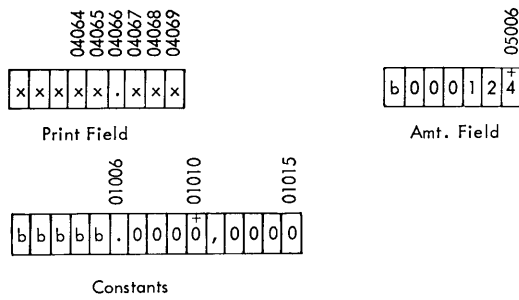 04064 04065 04066 04067 04068 04069
x x x x x . x x x
Print Field
05006
+
b 0 0 0 1 2 4
Amt. Field
01006 01010 01015
+
b b b b b . 0 0 0 0 , 0 0 0 0
Constants